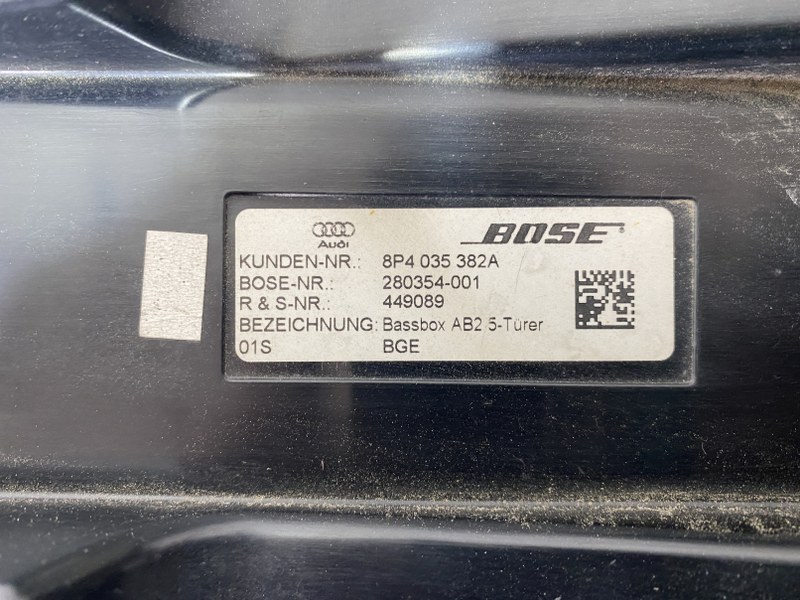 Audi BOSE
KUNDEN-NR.: 8P4 035 382A
BOSE-NR.: 280354-001
R & S-NR.: 449089
BEZEICHNUNG: Bassbox AB2 5-Türer
01S BGE